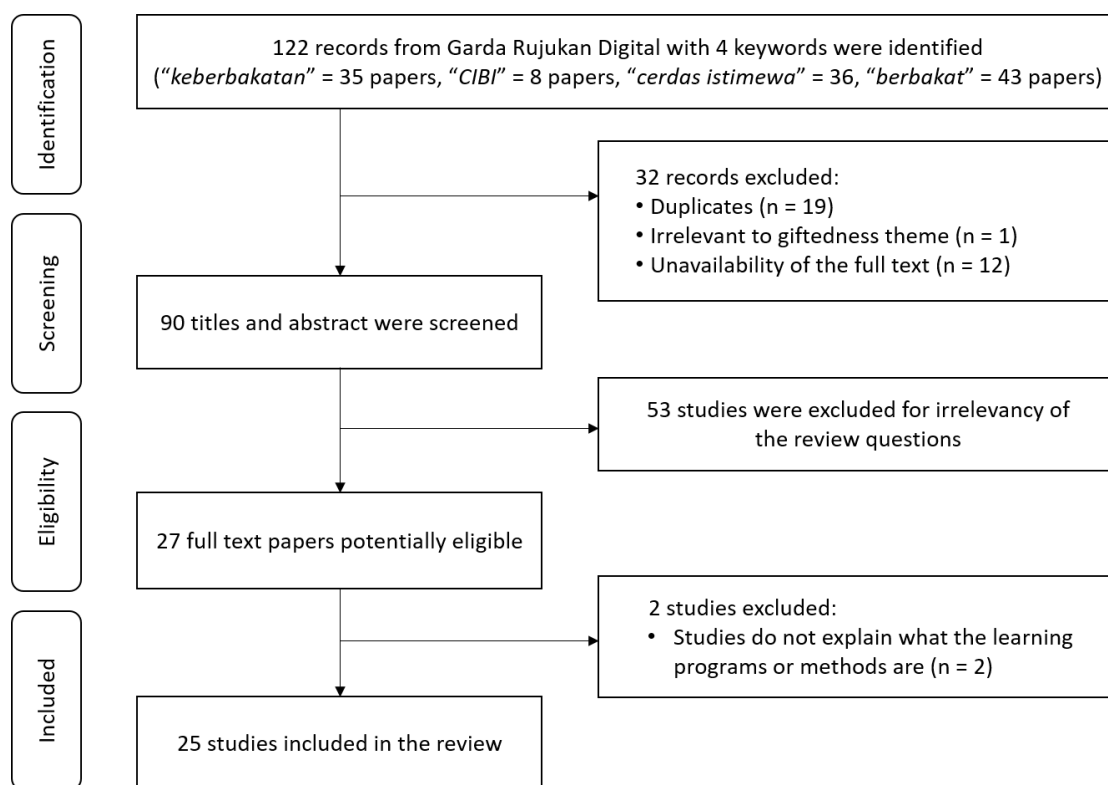 Identification
122 records from Garda Rujukan Digital with 4 keywords were identified
(“keberbakatan” = 35 papers, “CIBI” = 8 papers, “cerdas istimewa” = 36, “berbakat” = 43 papers)
32 records excluded:
• Duplicates (n = 19)
• Irrelevant to giftedness theme (n = 1)
• Unavailability of the full text (n = 12)
Screening
90 titles and abstract were screened
53 studies were excluded for irrelevancy of
the review questions
Eligibility
27 full text papers potentially eligible
2 studies excluded:
• Studies do not explain what the learning
programs or methods are (n = 2)
Included
25 studies included in the review